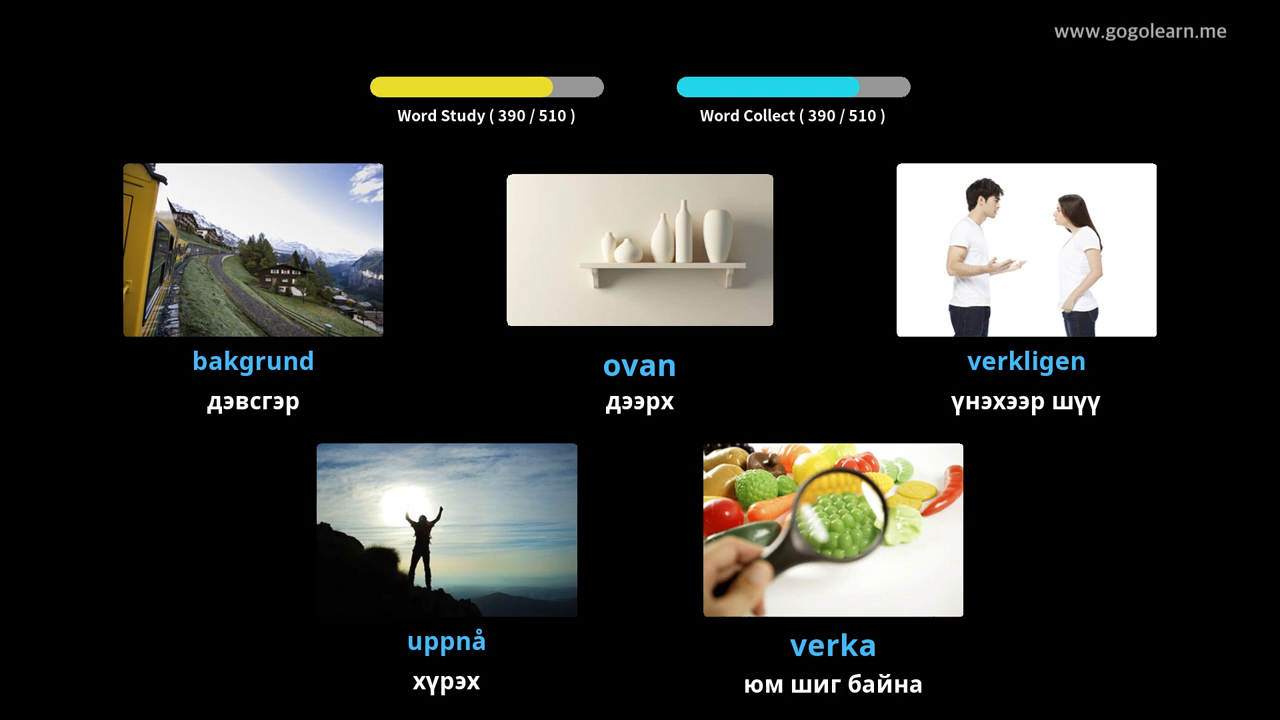 www.gogolearn.me
Word Study ( 390 / 510 )
Word Collect ( 390 / 510 )
bakgrund
дэвсгэр
ovan
дээрх
verkligen
үнэхээр шүү
uppnå
хүрэх
verka
юм шиг байна